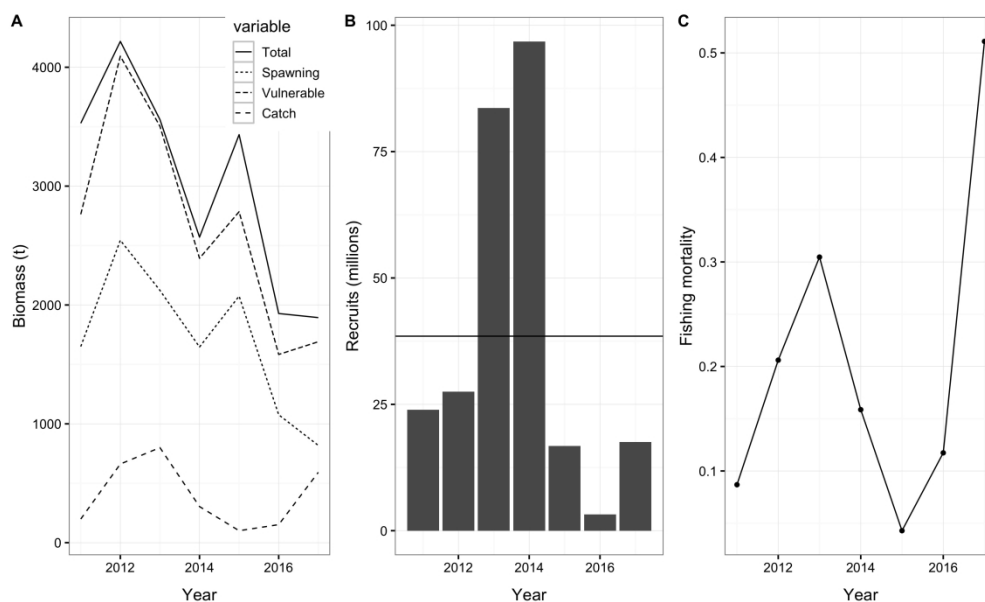 A
variable
Total
Spawning
Vulnerable
Catch
4000
3000
2000
1000
0
Biomass (t)
2012
2014
2016
Year
B
100
75
50
25
0
Recruits (millions)
2012
2014
2016
Year
C
0.5
0.4
0.3
0.2
0.1
Fishing mortality
2012
2014
2016
Year